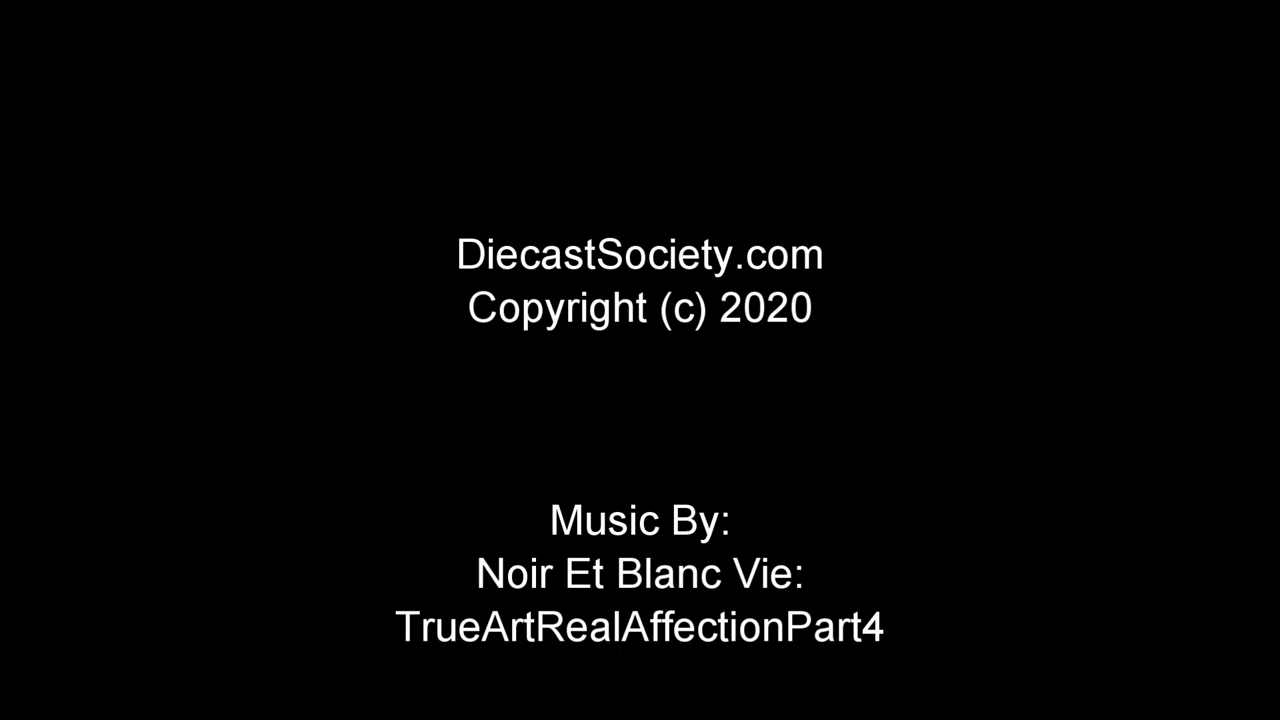 DiecastSociety.com
Copyright (c) 2020
Music By:
Noir Et Blanc Vie:
TrueArtRealAffectionPart4